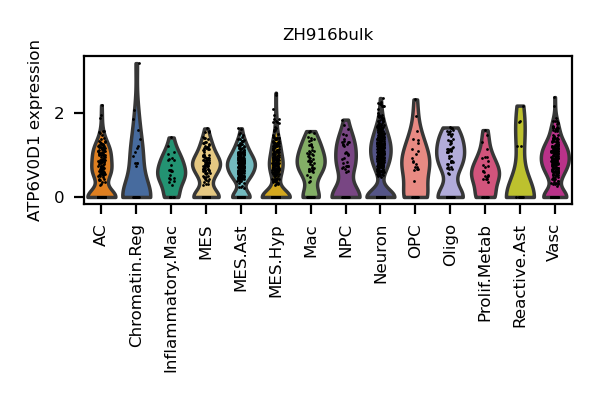 ZH916bulk
ATP6V0D1 expression
2
0
AC
Chromatin.Reg
Inflammatory.Mac
MES
MES.Ast
MES.Hyp
Mac
NPC
Neuron
OPC
Oligo
Prolif.Metab
Reactive.Ast
Vasc